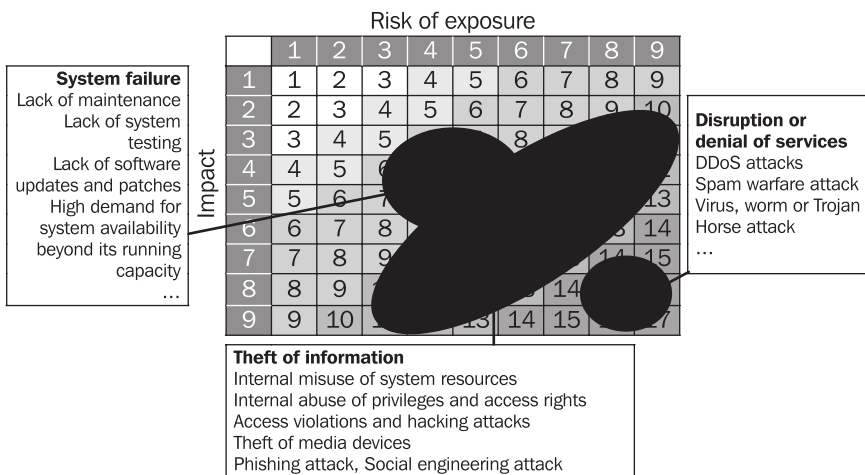 Risk of exposure
1 2 3 4 5 6 7 8 9
1 1 2 3 4 5 6 7 8 9
2 2 3 4 5 6 7 8 9 10
3 3 4 5 8
4 4 5
5 5 6 7 13
6 6 7 8 14
7 7 8 9 14 15
8 8 9 14
9 9 10 13 14 15 17
Impact
System failure
Lack of maintenance
Lack of system
testing
Lack of software
updates and patches
High demand for
system availability
beyond its running
capacity
...
Disruption or
denial of services
DDoS attacks
Spam warfare attack
Virus, worm or Trojan
Horse attack
...
Theft of information
Internal misuse of system resources
Internal abuse of privileges and access rights
Access violations and hacking attacks
Theft of media devices
Phishing attack, Social engineering attack